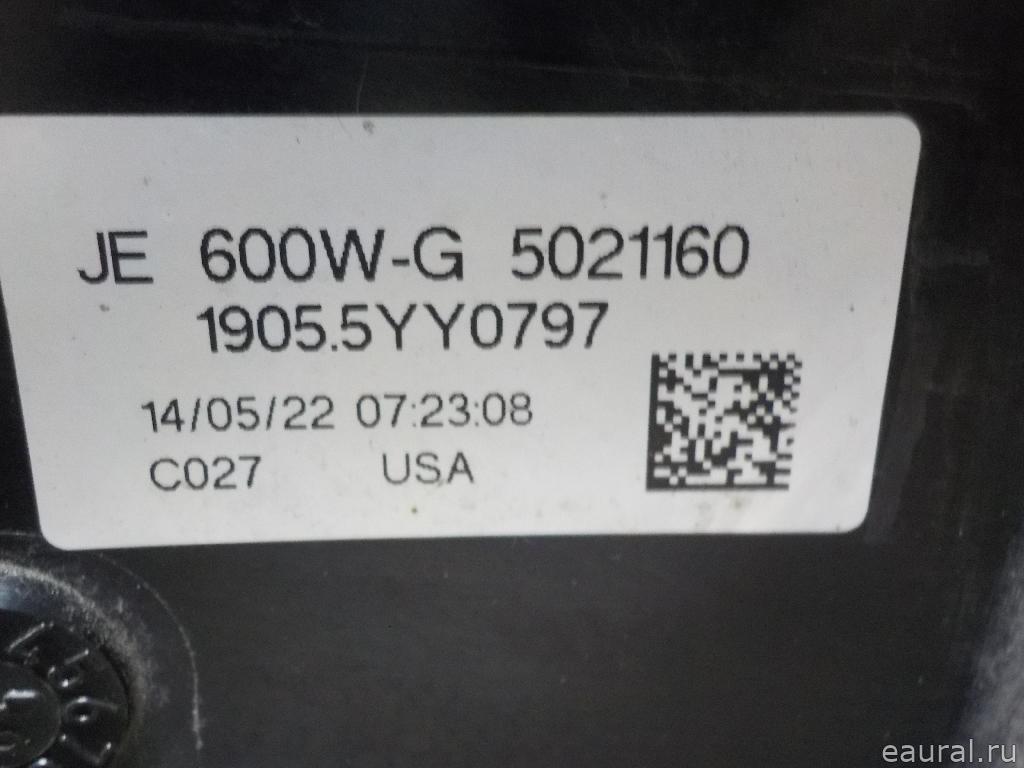 JE 600W-G 5021160
1905.5YY0797
14/05/22 07:23:08
C027 USA
eaural.ru